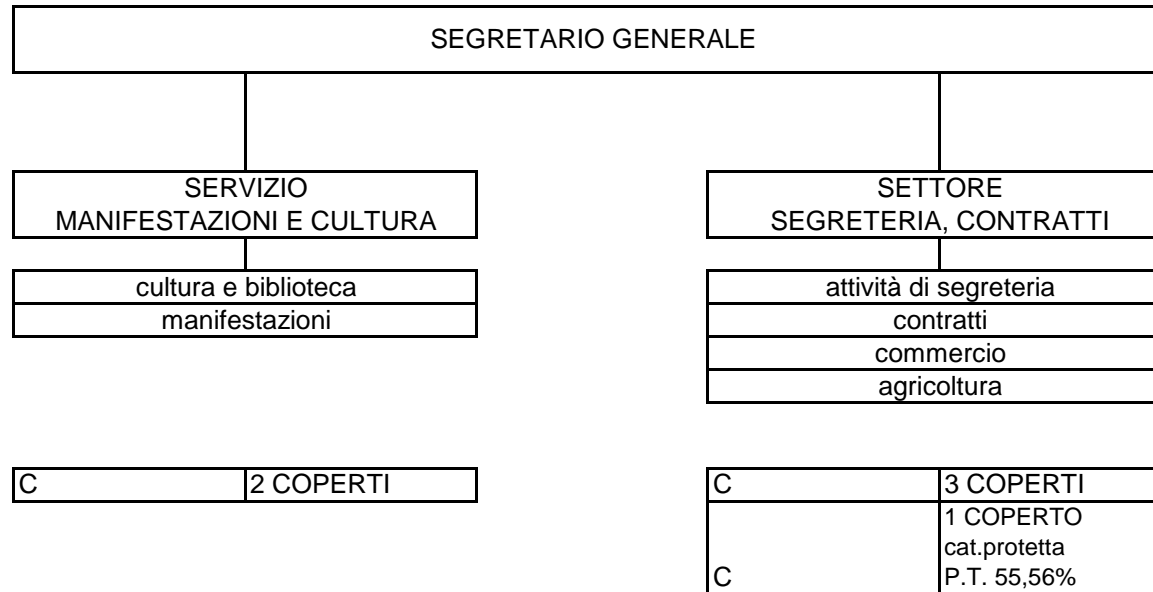 SEGRETARIO GENERALE
SERVIZIO
MANIFESTAZIONI E CULTURA
cultura e biblioteca
manifestazioni
C 2 COPERTI
SETTORE
SEGRETERIA, CONTRATTI
attività di segreteria
contratti
commercio
agricoltura
C 3 COPERTI
1 COPERTO
cat.protetta
C P.T. 55,56%